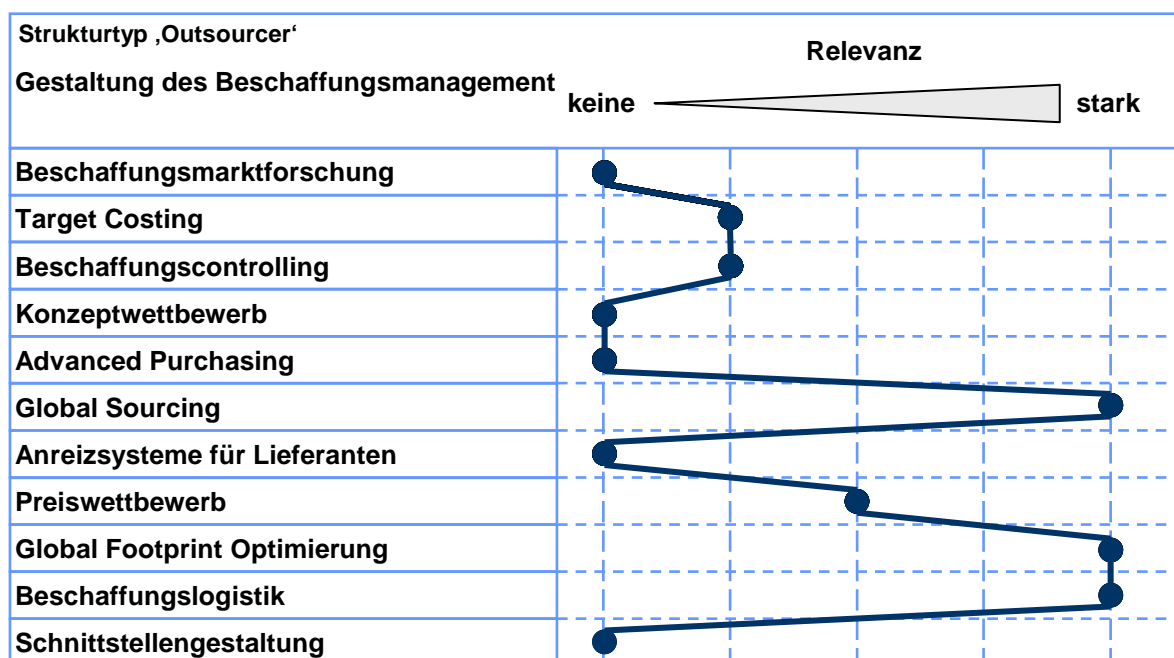 Strukturtyp ‚Outsourcer‘
Gestaltung des Beschaffungsmanagement
Relevanz
keine
stark
Beschaffungsmarktforschung
Target Costing
Beschaffungscontrolling
Konzeptwettbewerb
Advanced Purchasing
Global Sourcing
Anreizsysteme für Lieferanten
Preiswettbewerb
Global Footprint Optimierung
Beschaffungslogistik
Schnittstellengestaltung